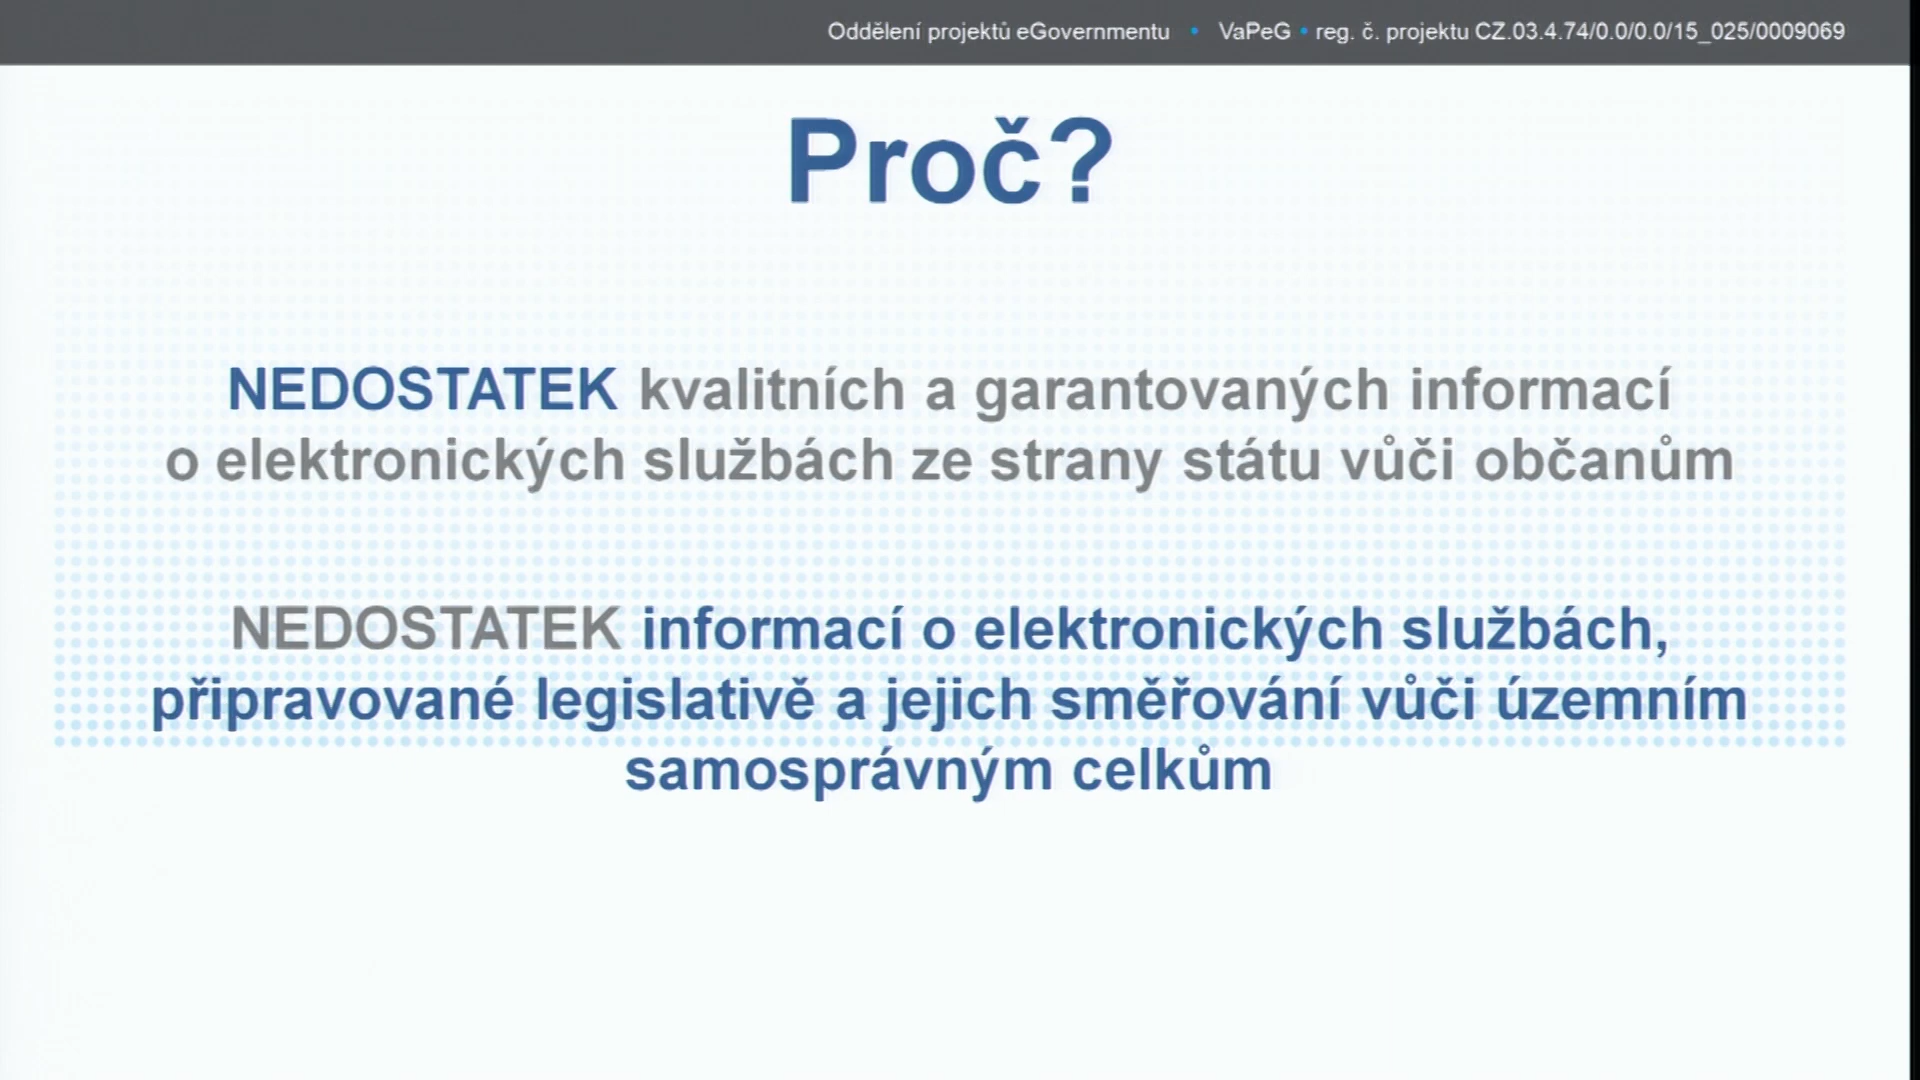 Oddělení projektů eGovernmentu • VaPeG • reg. č. projektu CZ.03.4.74/0.0/0.0/15_025/0009069
Proč?
NEDOSTATEK kvalitních a garantovaných informací
o elektronických službách ze strany státu vůči občanům
NEDOSTATEK informací o elektronických službách,
připravované legislativě a jejich směřování vůči územním
samosprávným celkům